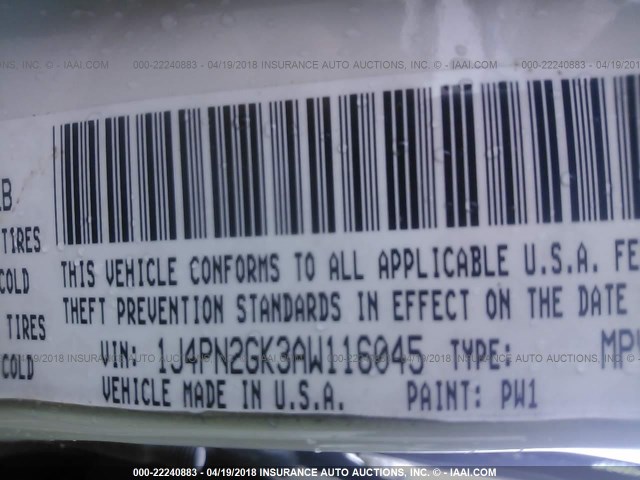 000-22240883 - 04/19/2018 INSURANCE AUTO AUCTIONS, INC. - © IAAI.COM
TIRES
COLD
THIS VEHICLE CONFORMS TO ALL APPLICABLE U.S.A. FE
THEFT PREVENTION STANDARDS IN EFFECT ON THE DATE
TIRES
COLD
VIN: 1J4PN2GK3AW116045 TYPE: MPV
VEHICLE MADE IN U.S.A. PAINT: PW1
000-22240883 - 04/19/2018 INSURANCE AUTO AUCTIONS, INC. - © IAAI.COM